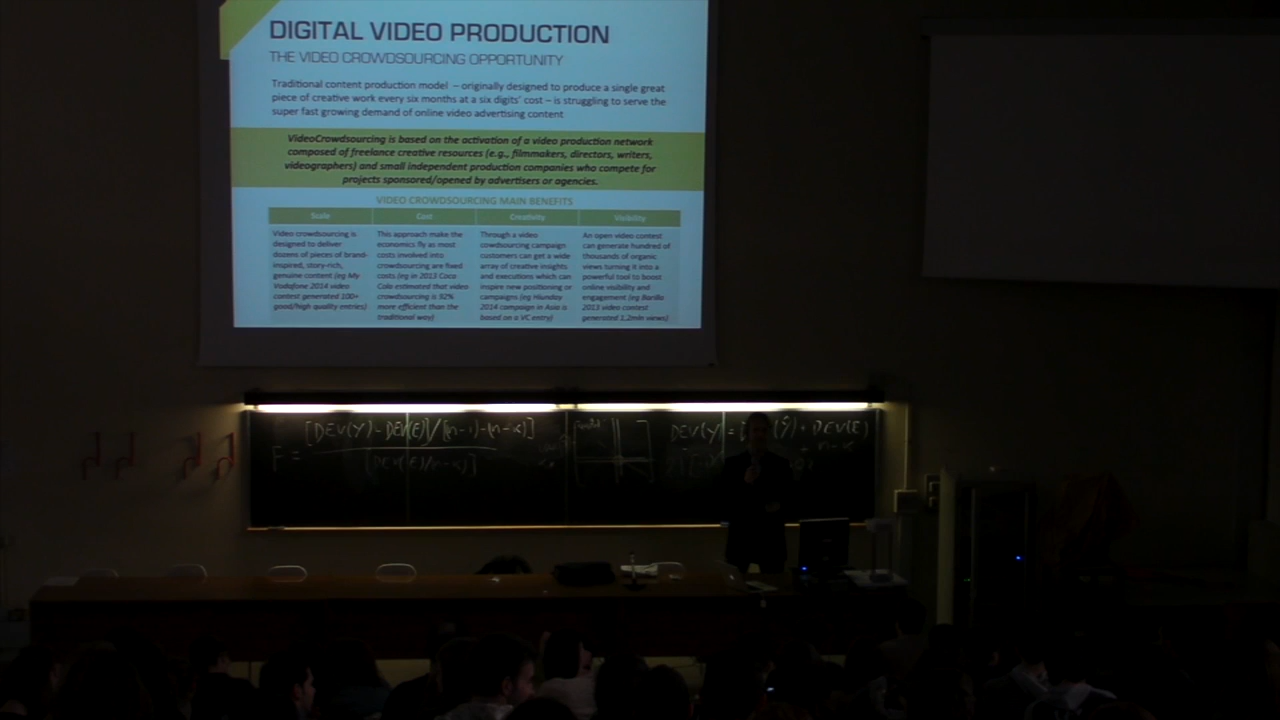 DIGITAL VIDEO PRODUCTION
THE VIDEO CROWDSOURCING OPPORTUNITY
Traditional content production model – originally designed to produce a single great
piece of creative work every six months at a six digits' cost – is struggling to serve the
super fast growing demand of online video advertising content
VideoCrowdsourcing is based on the activation of a video production network
composed of freelance creative resources (e.g., filmmakers, directors, writers,
videographers) and small independent production companies who compete for
projects sponsored/opened by advertisers or agencies.
VIDEO CROWDSOURCING MAIN BENEFITS
Scale
Video crowdsourcing is
designed to deliver
dozens of pieces of brand-
inspired, story-rich,
genuine content (eg My
Vodafone 2014 video
contest generated 100+
good/high quality entries)
Cost
This approach make the
economics fly as most
costs involved into
crowdsourcing are fixed
costs (eg in 2013 Coca
Cola estimated that video
crowdsourcing is 92%
more efficient than the
traditional way)
Creativity
Through a video
cowdsourcing campaign
customers can get a wide
array of creative insights
and executions which can
inspire new positioning or
campaigns (eg Hiunday
2014 campaign in Asia is
based on a VC entry)
Visibility
An open video contest
can generate hundred of
thousands of organic
views turning it into a
powerful tool to boost
online visibility and
engagement (eg Barilla
2013 video contest
generated 1,2mln views)
[DEV(Y) - DEV(E)]/[(n-1)-(n-k)]
F =
[DEV(E)/n-k]
DEV(Y) = [ (Ŷ) + DEV(E)
n-k